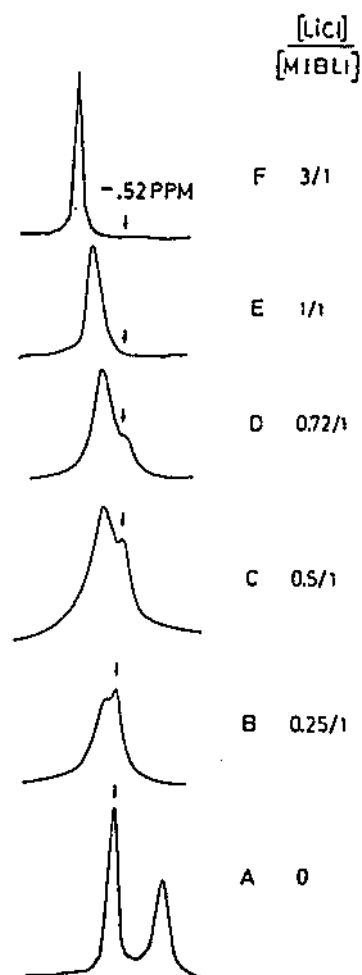 [LiCl]
[MIBLi]
-.52 PPM
F 3/1
E 1/1
D 0.72/1
C 0.5/1
B 0.25/1
A 0